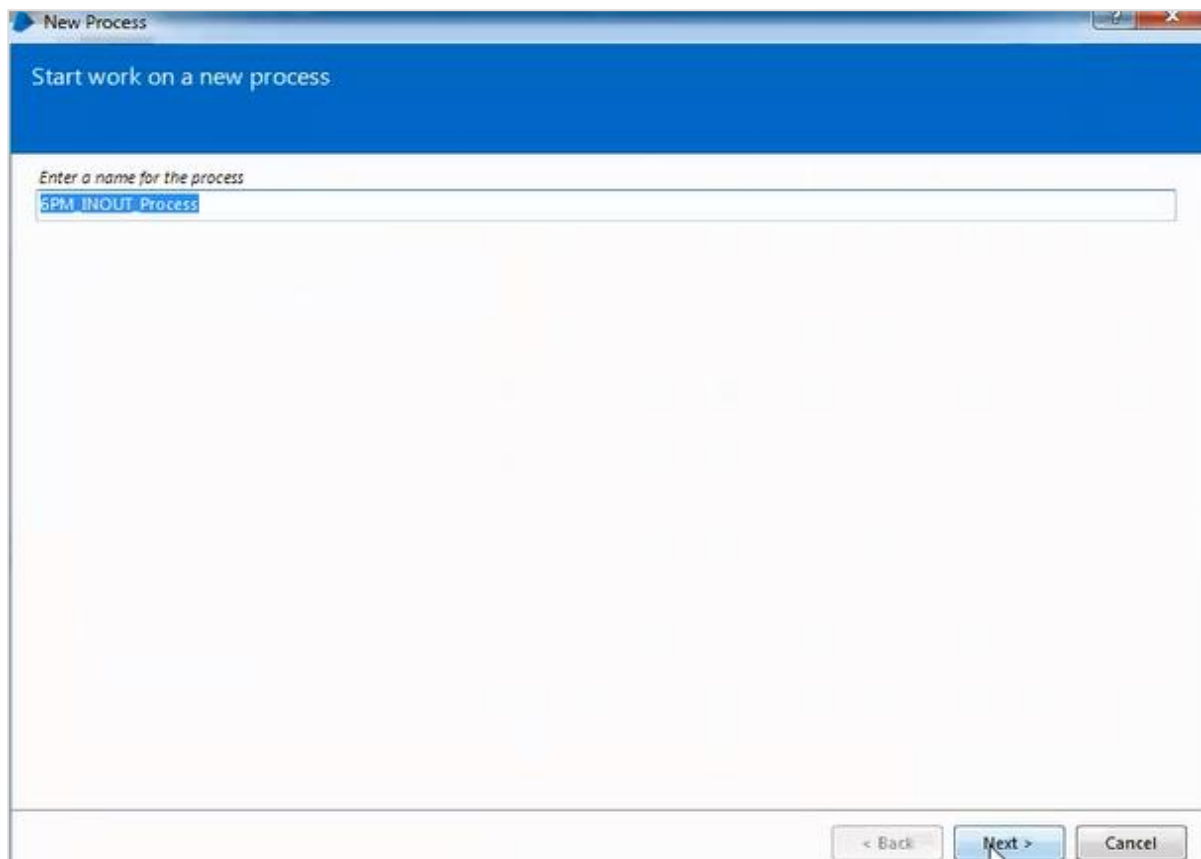 New Process
?
X
Start work on a new process
Enter a name for the process
6PM_INOUT_Process
< Back
Next >
Cancel